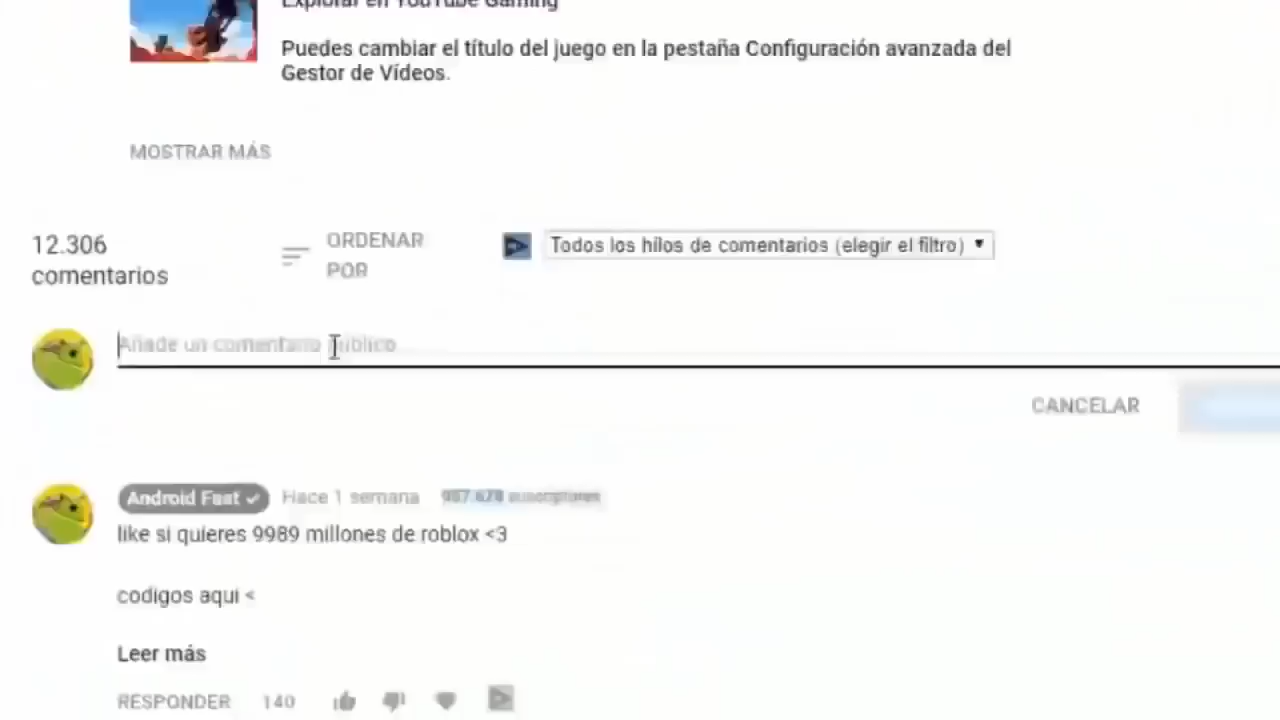 Explorar en YouTube Gaming
Puedes cambiar el título del juego en la pestaña Configuración avanzada del
Gestor de Vídeos.
MOSTRAR MÁS
12.306
comentarios
ORDENAR
POR
Todos los hilos de comentarios (elegir el filtro)
Añade un comentario público...
CANCELAR
Android Fast Hace 1 semana suscriptores
like si quieres 9989 millones de roblox <3
codigos aqui <
Leer más
RESPONDER 140